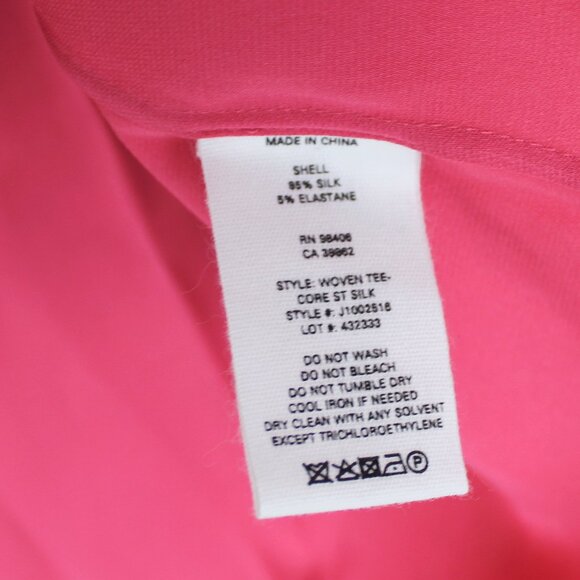 MADE IN CHINA
SHELL
95% SILK
5% ELASTANE
RN 98406
CA 39962
STYLE: WOVEN TEE-
CORE ST SILK
STYLE #: J1002516
LOT #: 432333
DO NOT WASH
DO NOT BLEACH
DO NOT TUMBLE DRY
COOL IRON IF NEEDED
DRY CLEAN WITH ANY SOLVENT
EXCEPT TRICHLOROETHYLENE
P